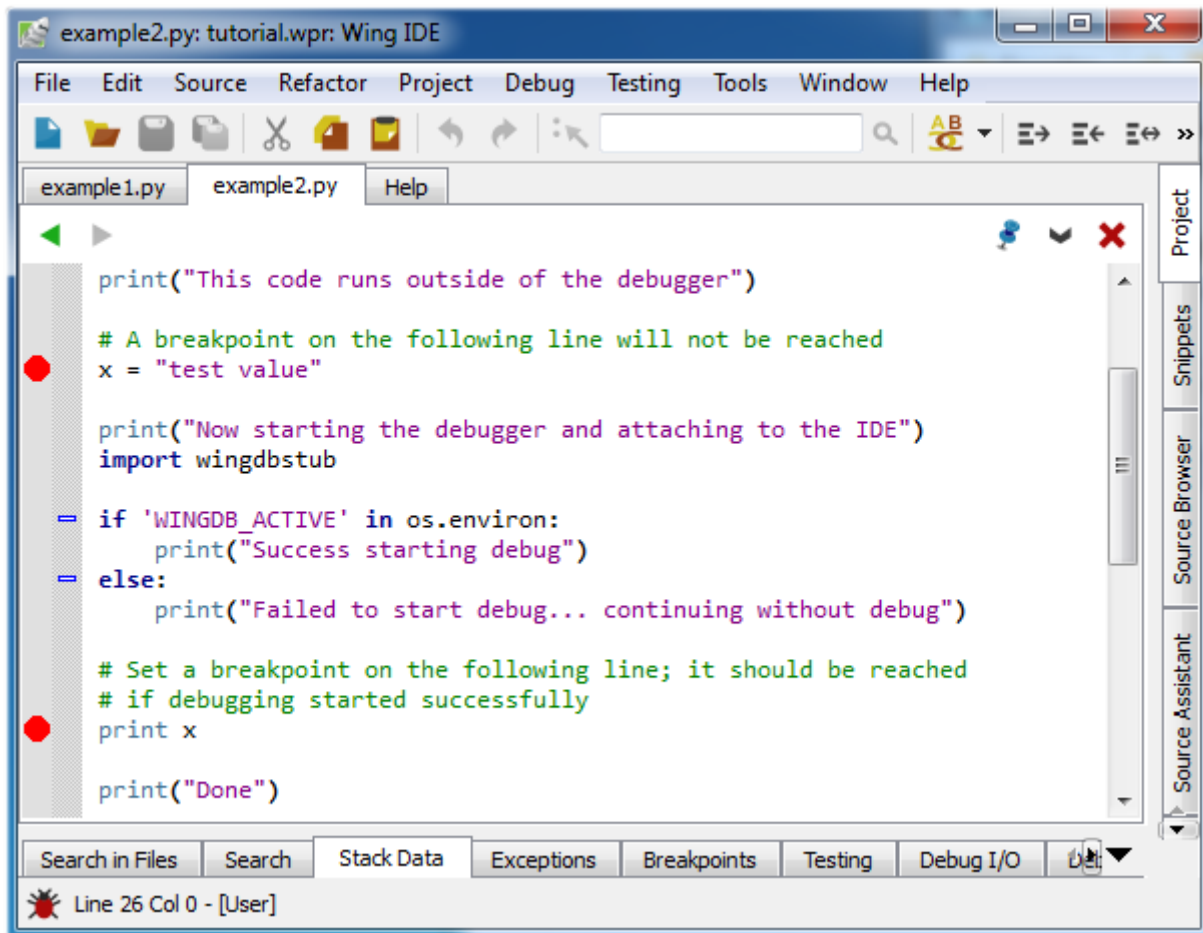 example2.py: tutorial.wpr: Wing IDE
File Edit Source Refactor Project Debug Testing Tools Window Help
example1.py example2.py Help
print("This code runs outside of the debugger")
# A breakpoint on the following line will not be reached
x = "test value"
print("Now starting the debugger and attaching to the IDE")
import wingdbstub
if 'WINGDB_ACTIVE' in os.environ:
    print("Success starting debug")
else:
    print("Failed to start debug... continuing without debug")
# Set a breakpoint on the following line; it should be reached
# if debugging started successfully
print x
print("Done")
Project
Snippets
Source Browser
Source Assistant
Search in Files Search Stack Data Exceptions Breakpoints Testing Debug I/O
Line 26 Col 0 - [User]